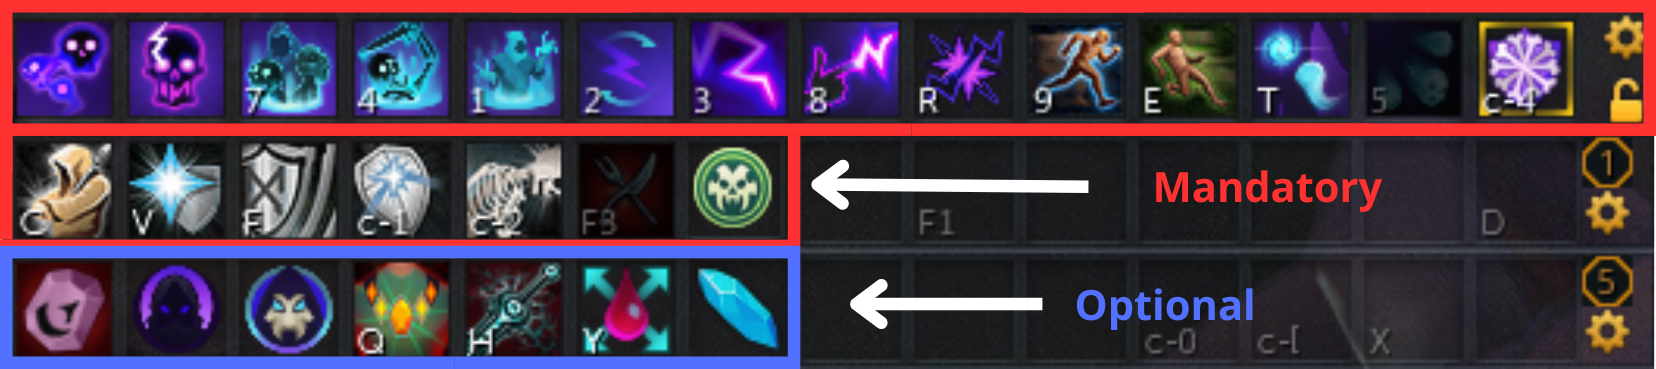 7 4 1 2 3 8 R 9 E T 5 c-4
C V F c-1 c-2 F3 F1 D 1
Mandatory
Q H Y c-0 c-[ X 5
Optional